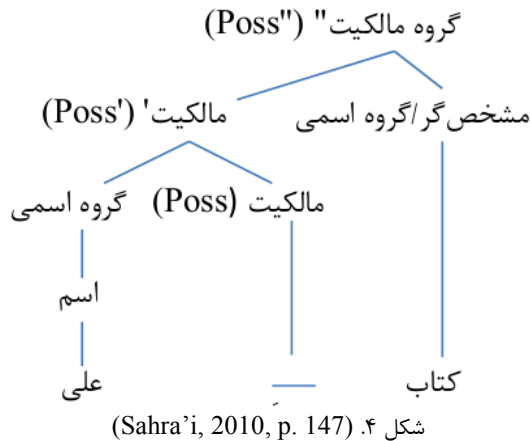 گروه مالکیت" (Poss")
مشخص‌گر/گروه اسمی مالکیت' (Poss')
مالکیت (Poss) گروه اسمی
اسم
کتاب ـِ علی
شکل ۴. (Sahra’i, 2010, p. 147)